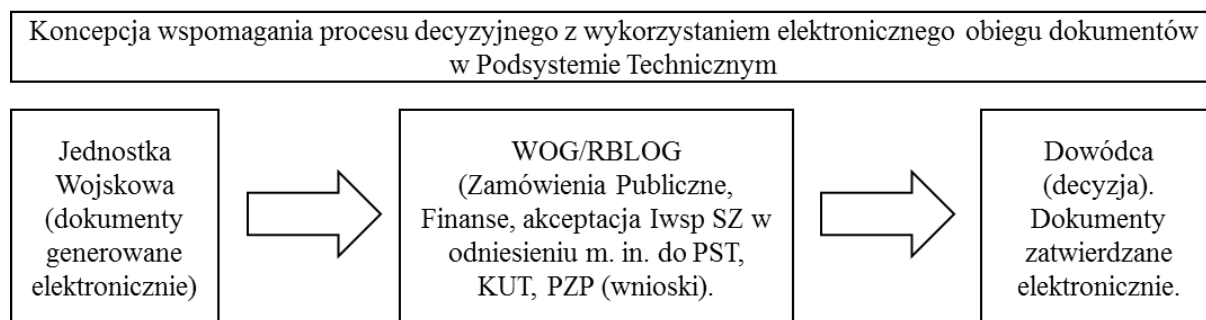 Koncepcja wspomagania procesu decyzyjnego z wykorzystaniem elektronicznego obiegu dokumentów
w Podsystemie Technicznym
Jednostka
Wojskowa
(dokumenty
generowane
elektronicznie)
WOG/RBLOG
(Zamówienia Publiczne,
Finanse, akceptacja Iwsp SZ w
odniesieniu m. in. do PST,
KUT, PZP (wnioski).
Dowódca
(decyzja).
Dokumenty
zatwierdzane
elektronicznie.